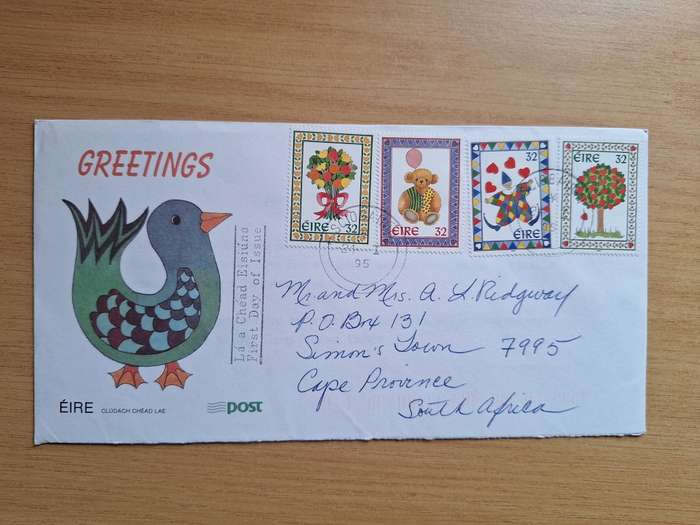 GREETINGS
32
ÉIRE
ÉIRE 32
32
ÉIRE
ÉIRE 32
95
Lá a Chéad Eisiúna
First Day of Issue
Mr and Mrs. A. L. Ridgway
P.O. Box 131
Simon's Town 7995
Cape Province
South Africa
ÉIRE CLÚDACH CHÉAD LAE
post